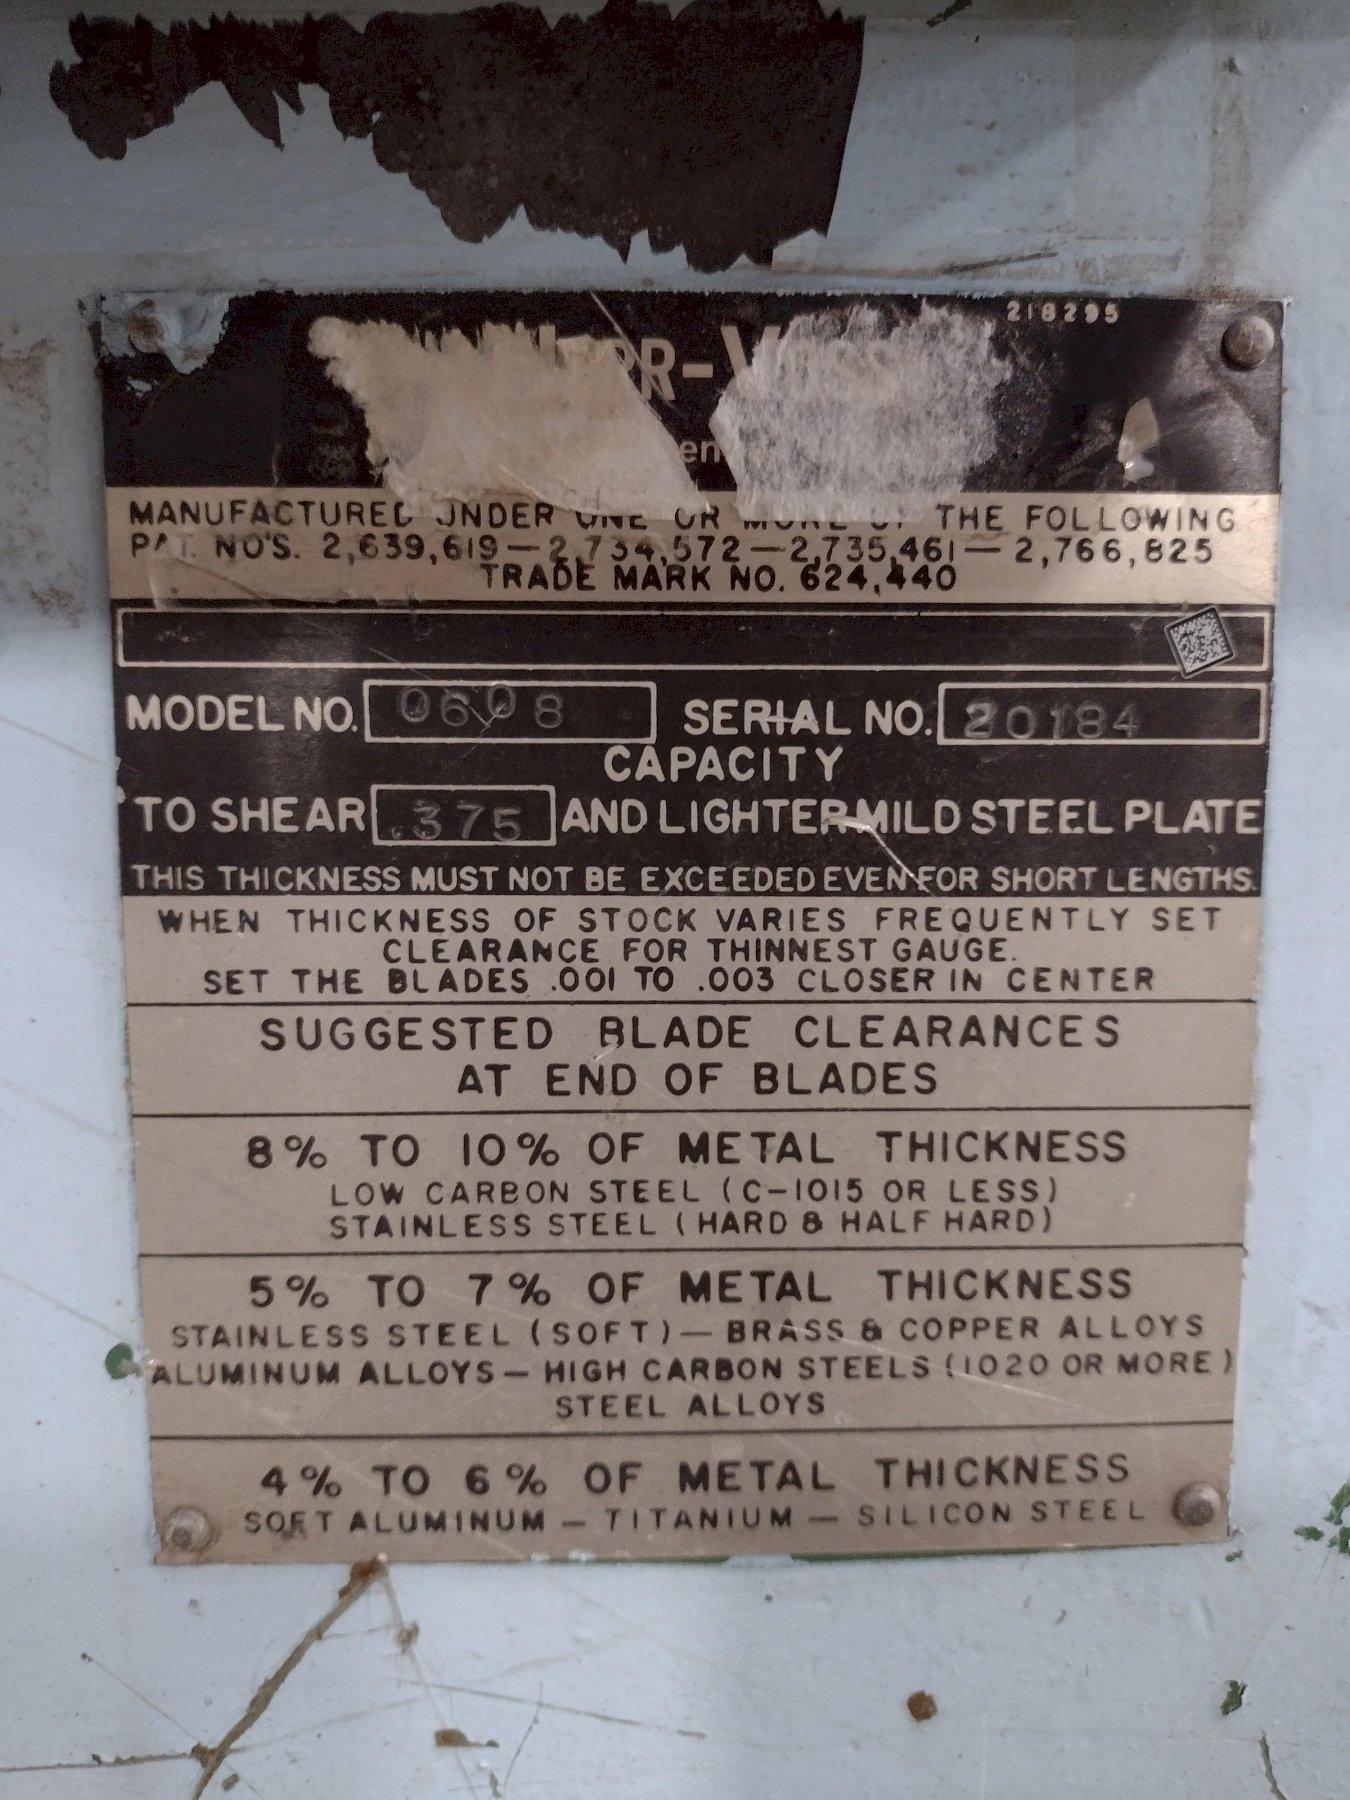 218295
MANUFACTURED UNDER ONE OR MORE OF THE FOLLOWING
PAT. NO'S. 2,639,619—2,734,572—2,735,461—2,766,825
TRADE MARK NO. 624,440
MODEL NO. 0608 SERIAL NO. 20184
CAPACITY
TO SHEAR .375 AND LIGHTER MILD STEEL PLATE
THIS THICKNESS MUST NOT BE EXCEEDED EVEN FOR SHORT LENGTHS.
WHEN THICKNESS OF STOCK VARIES FREQUENTLY SET
CLEARANCE FOR THINNEST GAUGE.
SET THE BLADES .001 TO .003 CLOSER IN CENTER
SUGGESTED BLADE CLEARANCES
AT END OF BLADES
8% TO 10% OF METAL THICKNESS
LOW CARBON STEEL (C-1015 OR LESS)
STAINLESS STEEL (HARD & HALF HARD)
5% TO 7% OF METAL THICKNESS
STAINLESS STEEL (SOFT)—BRASS & COPPER ALLOYS
ALUMINUM ALLOYS—HIGH CARBON STEELS (1020 OR MORE)
STEEL ALLOYS
4% TO 6% OF METAL THICKNESS
SOFT ALUMINUM — TITANIUM — SILICON STEEL